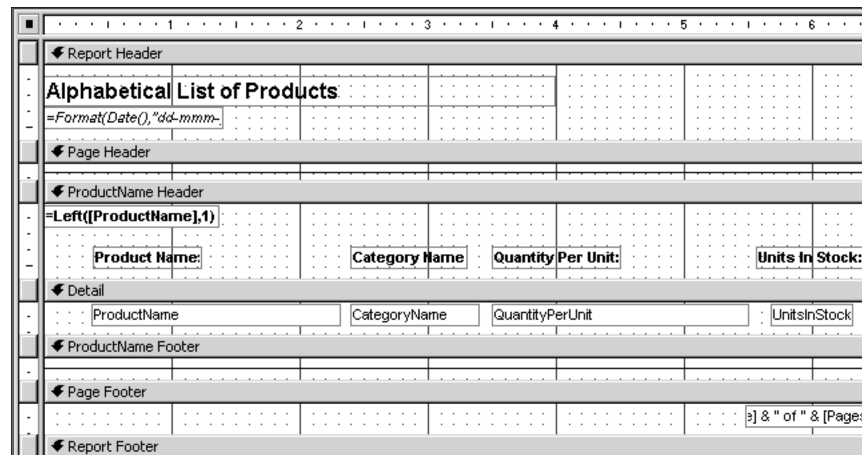 1 2 3 4 5 6
Report Header
Alphabetical List of Products
=Format(Date(),"dd-mmm-
Page Header
ProductName Header
=Left([ProductName],1)
Product Name: Category Name Quantity Per Unit: Units In Stock:
Detail
ProductName CategoryName QuantityPerUnit UnitsInStock
ProductName Footer
Page Footer
e] & " of " & [Pages
Report Footer